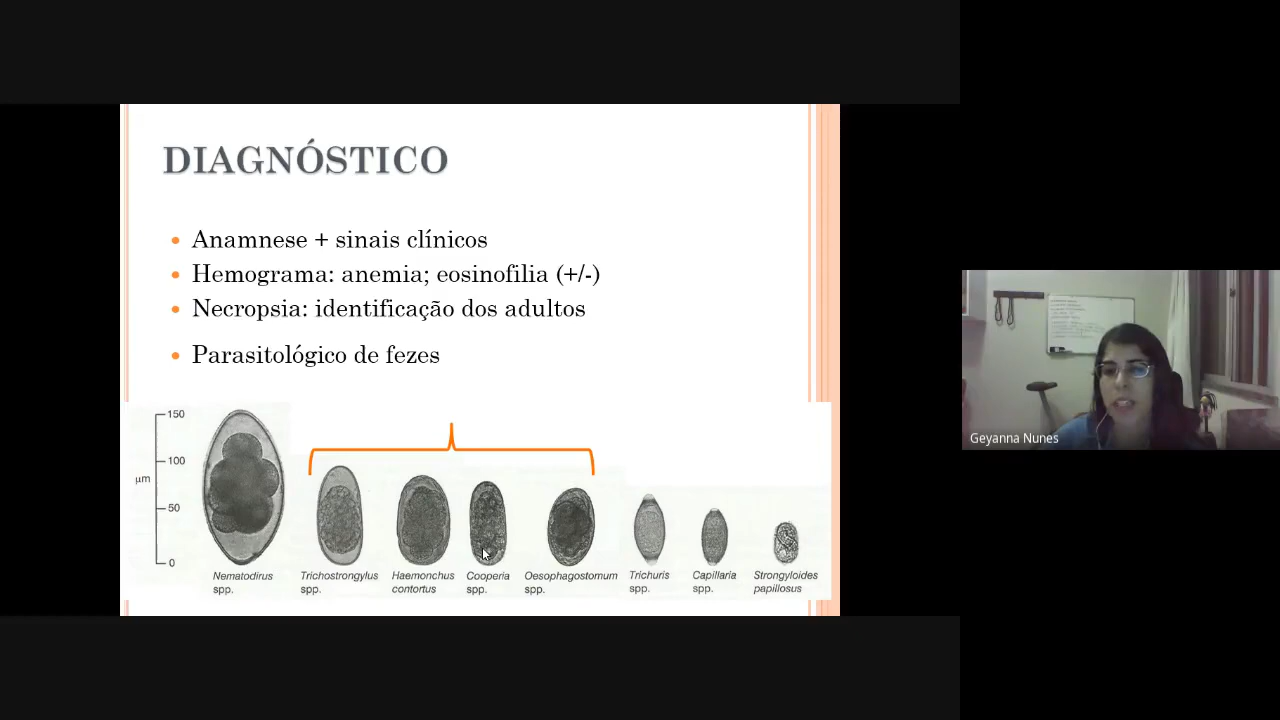 DIAGNÓSTICO
Anamnese + sinais clínicos
Hemograma: anemia; eosinofilia (+/-)
Necropsia: identificação dos adultos
Parasitológico de fezes
150
100
µm
50
0
Nematodirus
spp.
Trichostrongylus
spp.
Haemonchus
contortus
Cooperia
spp.
Oesophagostomum
spp.
Trichuris
spp.
Capillaria
spp.
Strongyloides
papillosus
Geyanna Nunes